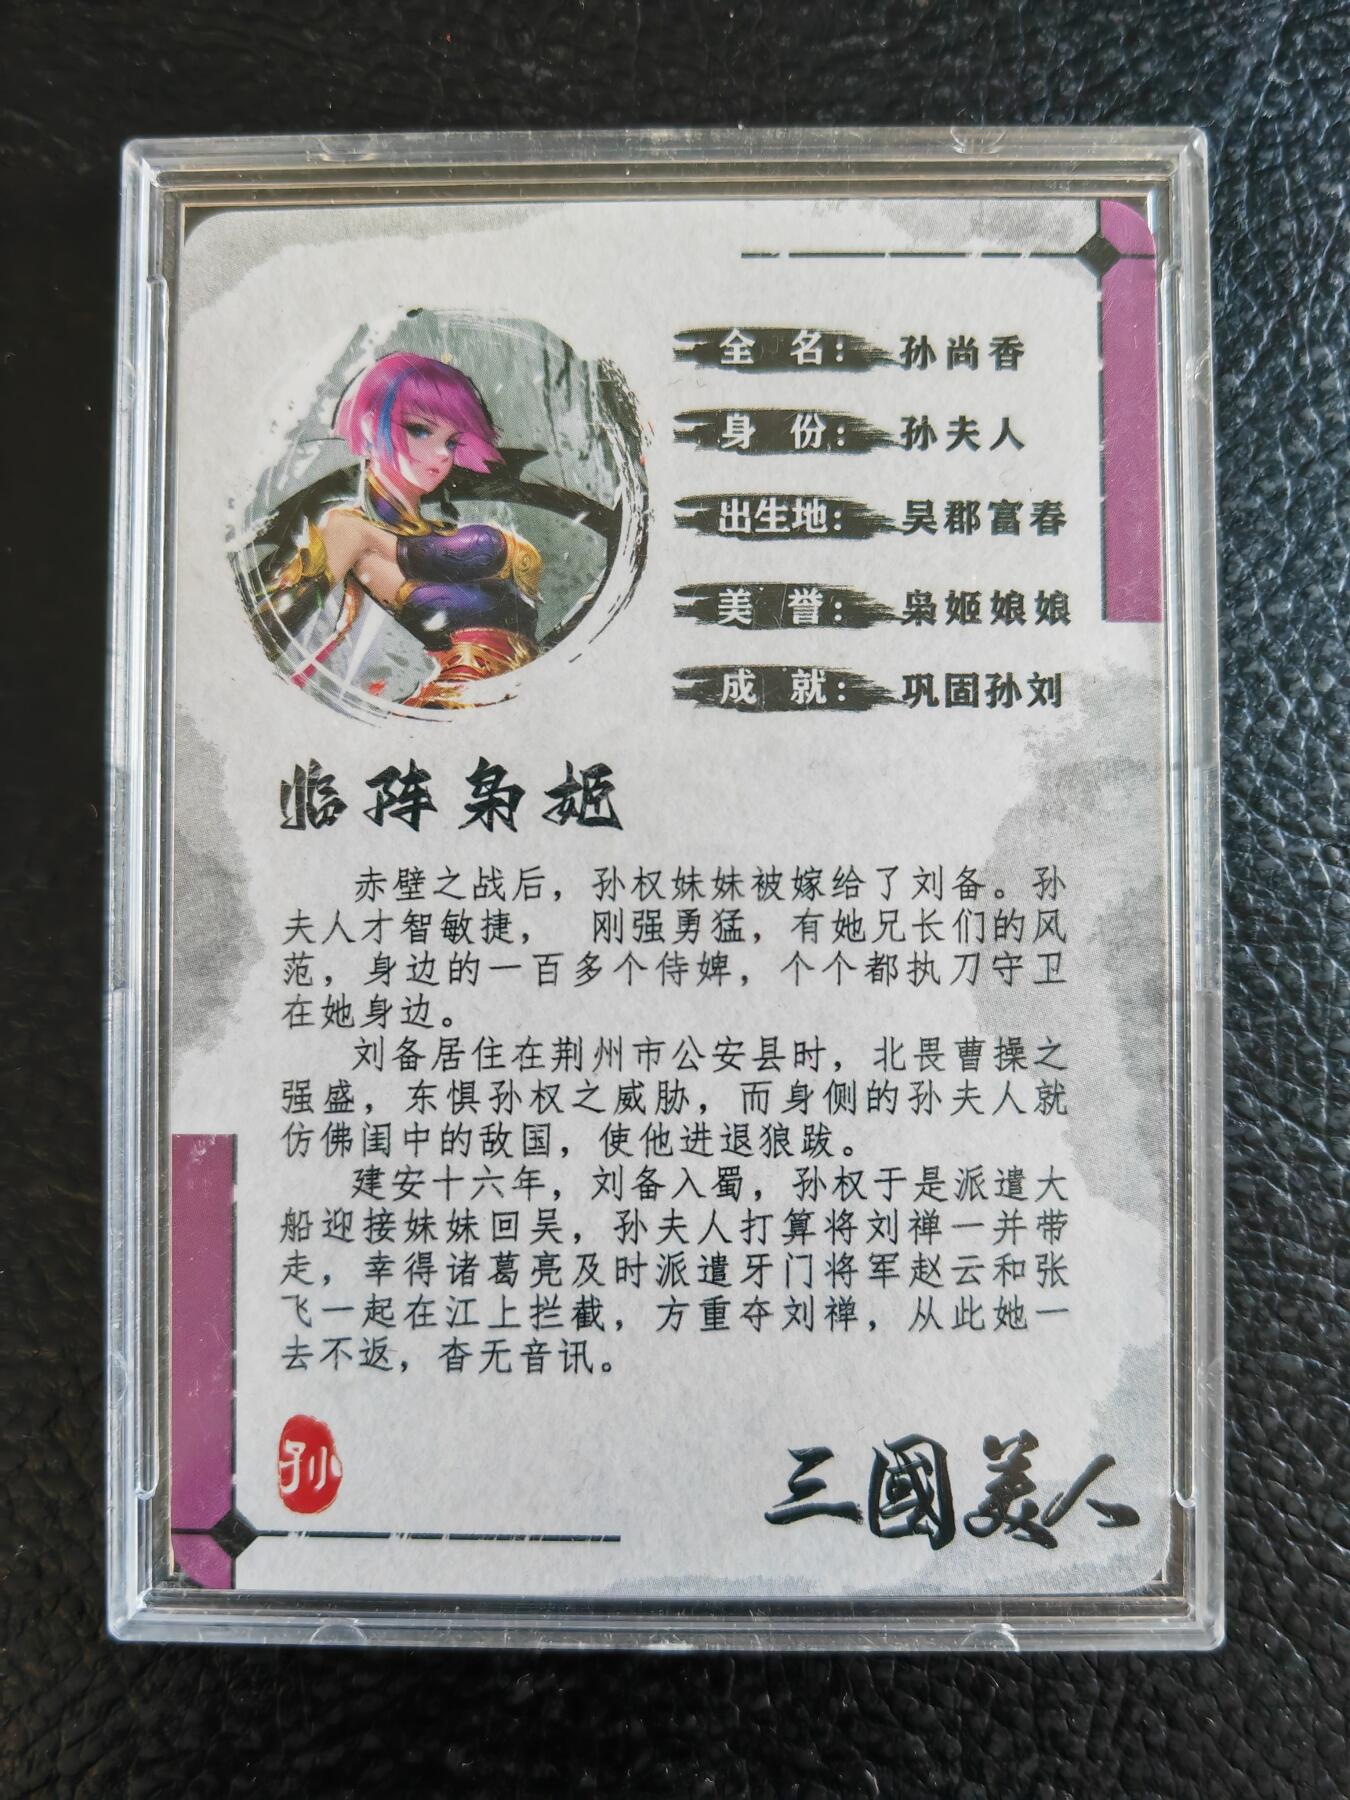 全 名：孙尚香
身 份：孙夫人
出生地：吴郡富春
美 誉：枭姬娘娘
成 就：巩固孙刘
临阵枭姬
赤壁之战后，孙权妹妹被嫁给了刘备。孙
夫人才智敏捷， 刚强勇猛，有她兄长们的风
范，身边的一百多个侍婢，个个都执刀守卫
在她身边。
刘备居住在荆州市公安县时，北畏曹操之
强盛，东惧孙权之威胁，而身侧的孙夫人就
仿佛闺中的敌国，使他进退狼跋。
建安十六年，刘备入蜀，孙权于是派遣大
船迎接妹妹回吴，孙夫人打算将刘禅一并带
走，幸得诸葛亮及时派遣牙门将军赵云和张
飞一起在江上拦截，方重夺刘禅，从此她一
去不返，杳无音讯。
孙
三國美人